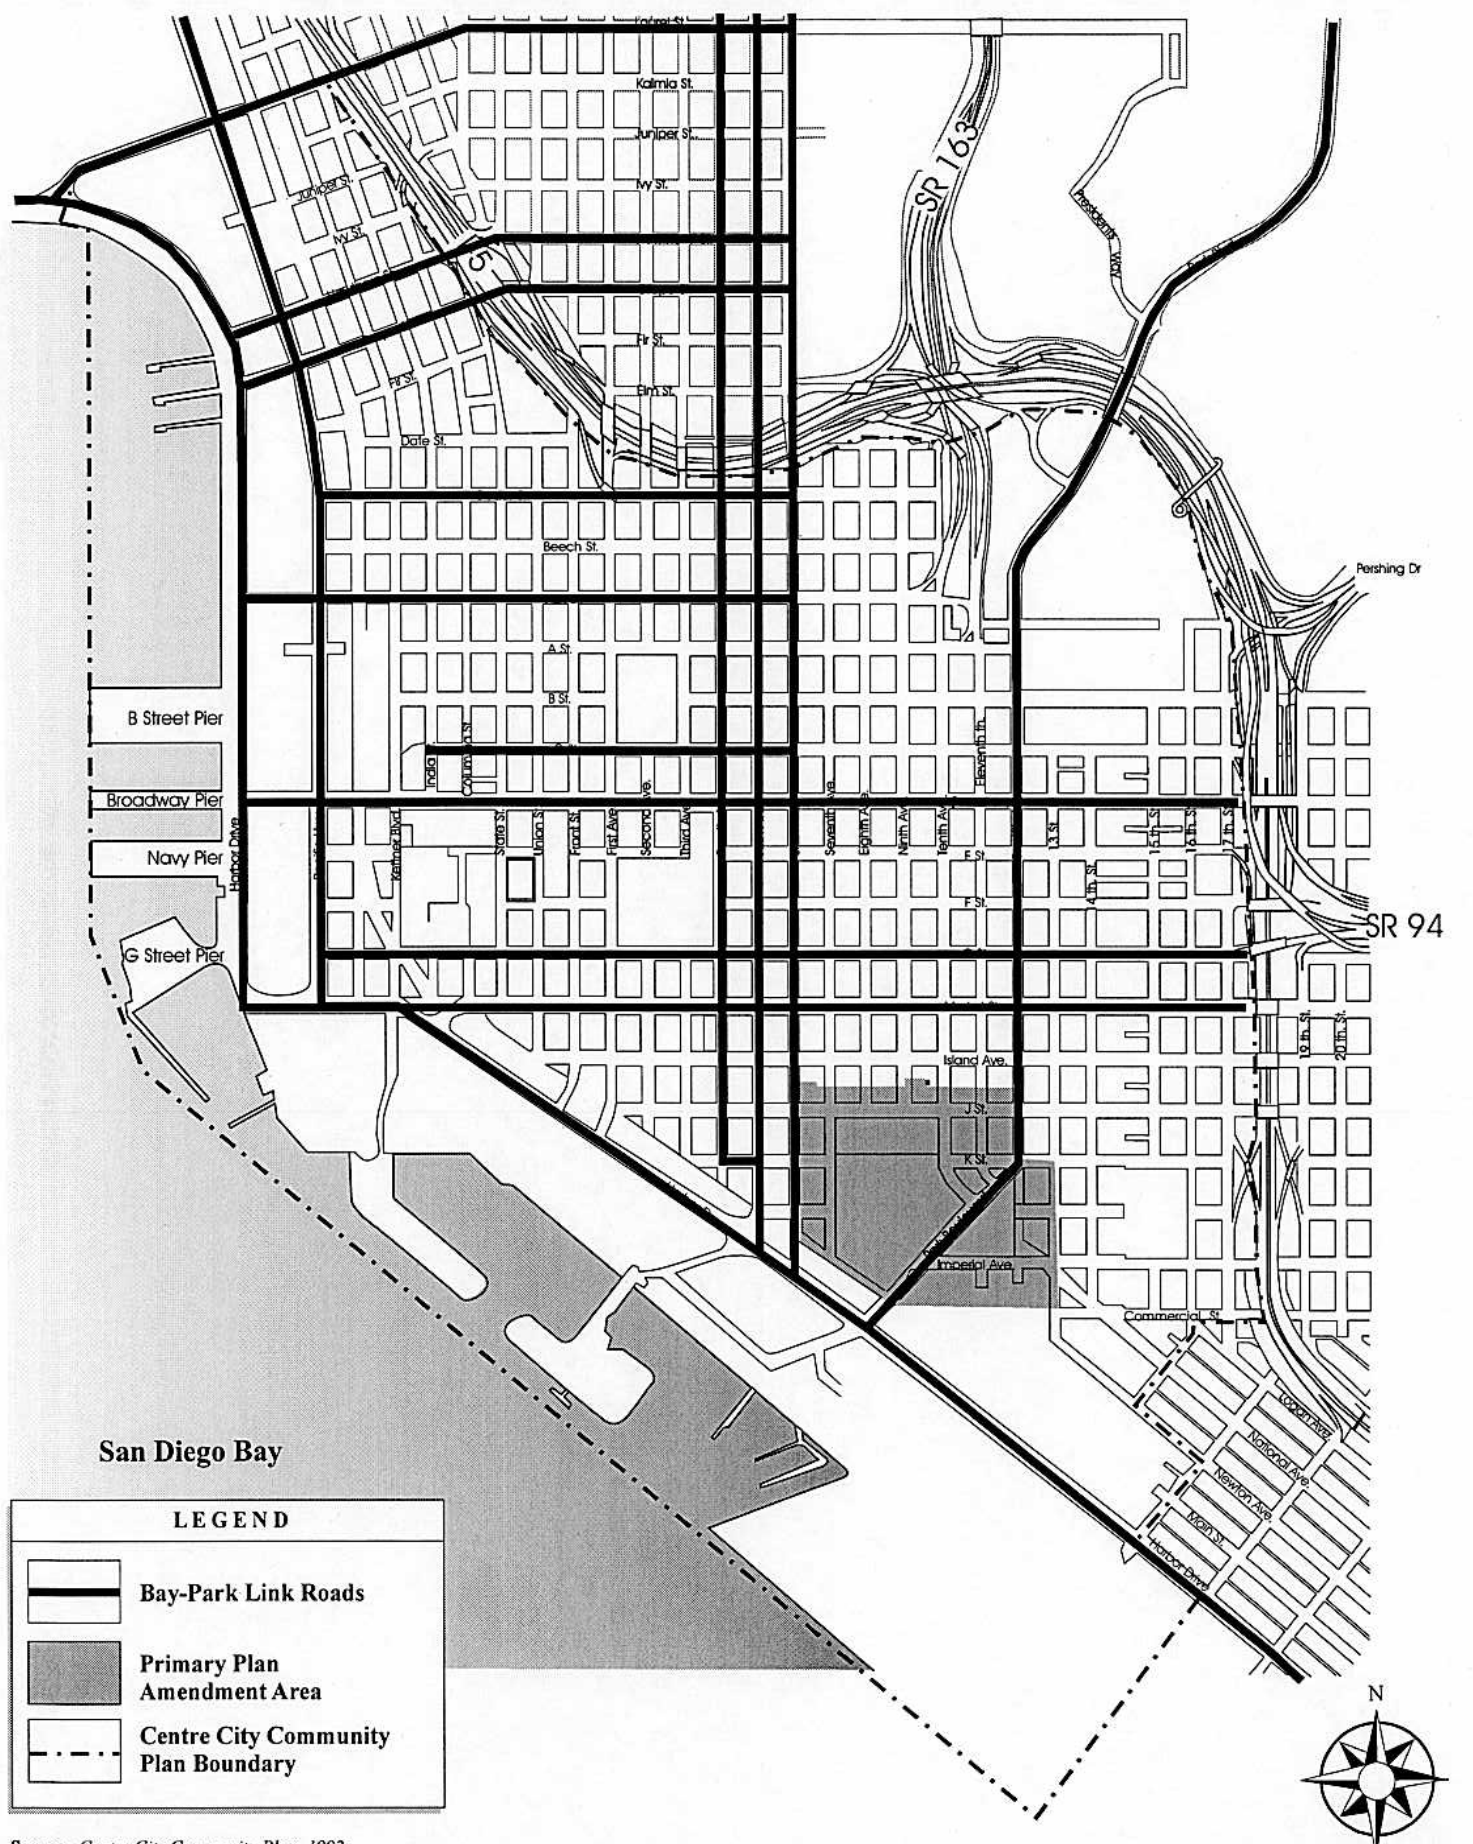 Laurel St.
Kalmia St.
Juniper St.
Ivy St.
Juniper St.
Ivy St.
SR 163
Presidents
Way
5
Fir St.
Elm St.
Fir St.
Date St.
Beech St.
Pershing Dr
A St.
B St.
B Street Pier
India
Columbia St.
Eleventh th.
Broadway Pier
Navy Pier
G Street Pier
Harbor Drive
Kettner Blvd.
State St.
Union St.
Front St.
First Ave.
Second Ave.
Third Ave.
Seventh Ave.
Eighth Ave.
Ninth Ave.
Tenth Ave.
13 St
14 th. St.
15 th. St.
16 th. St.
17 th. St.
E St.
F St.
SR 94
19 th. St.
20 th. St.
Island Ave.
J St.
K St.
Imperial Ave.
Commercial St.
Logan Ave.
National Ave.
Newton Ave.
Main St.
Harbor Drive
San Diego Bay
LEGEND
Bay-Park Link Roads
Primary Plan
Amendment Area
Centre City Community
Plan Boundary
N